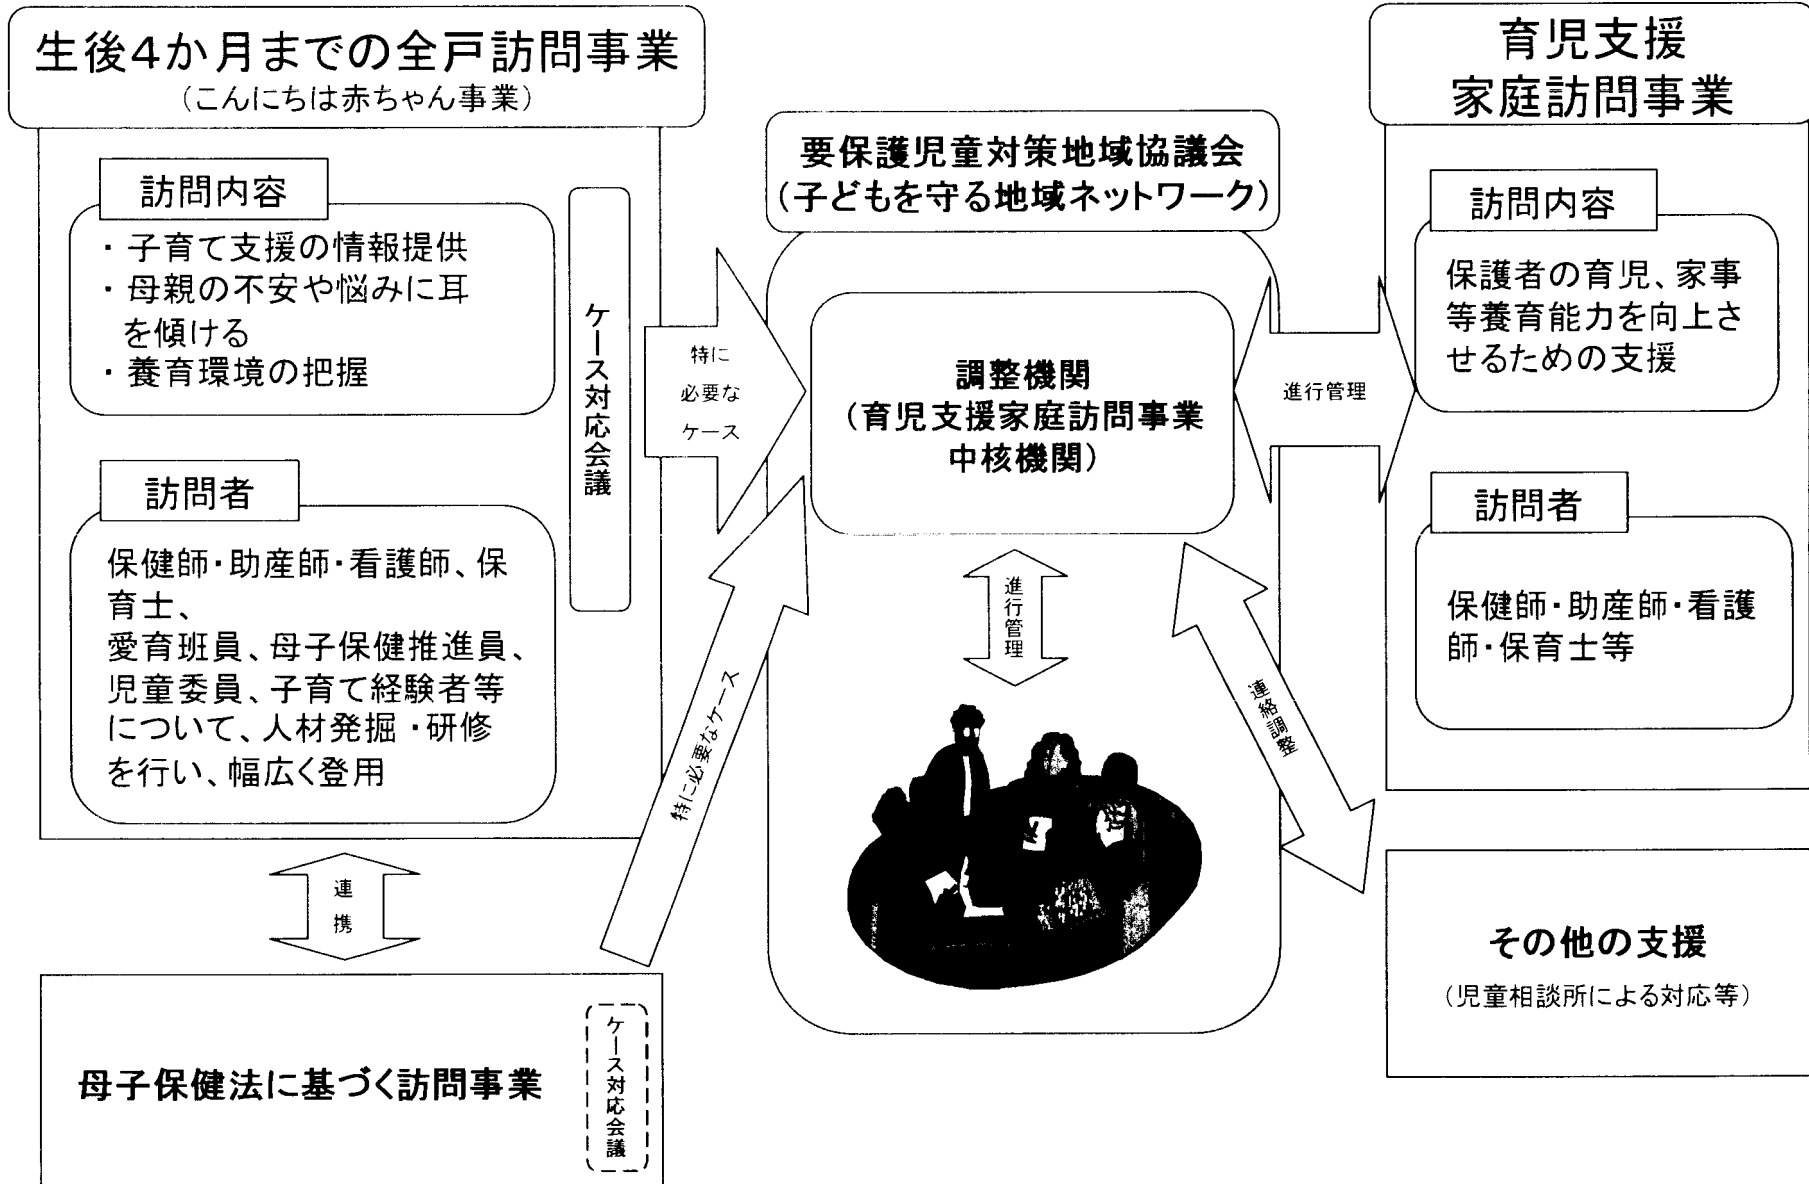 生後4か月までの全戸訪問事業
(こんにちは赤ちゃん事業)
訪問内容
・子育て支援の情報提供
・母親の不安や悩みに耳
を傾ける
・養育環境の把握
訪問者
保健師・助産師・看護師、保
育士、
愛育班員、母子保健推進員、
児童委員、子育て経験者等
について、人材発掘・研修
を行い、幅広く登用
ケース対応会議
連携
母子保健法に基づく訪問事業
ケース対応会議
特に
必要な
ケース
特に必要なケース
要保護児童対策地域協議会
(子どもを守る地域ネットワーク)
調整機関
(育児支援家庭訪問事業
中核機関)
進行管理
進行管理
連絡調整
育児支援
家庭訪問事業
訪問内容
保護者の育児、家事
等養育能力を向上さ
せるための支援
訪問者
保健師・助産師・看護
師・保育士等
その他の支援
(児童相談所による対応等)